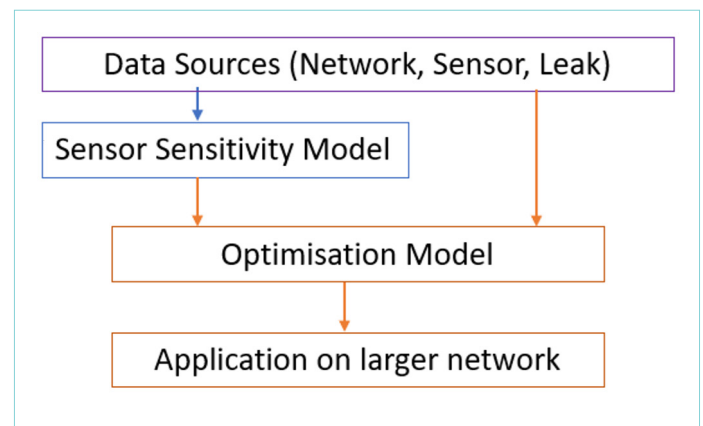 Data Sources (Network, Sensor, Leak)
Sensor Sensitivity Model
Optimisation Model
Application on larger network